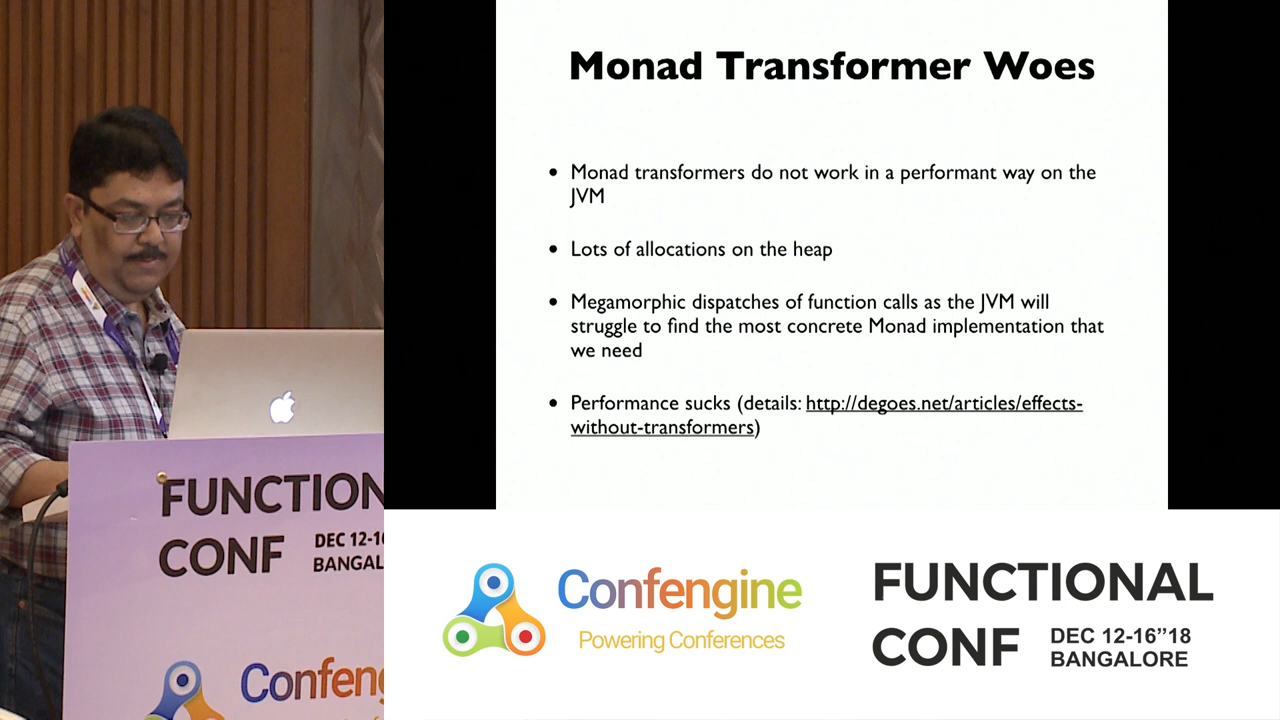 Monad Transformer Woes
• Monad transformers do not work in a performant way on the
JVM
• Lots of allocations on the heap
• Megamorphic dispatches of function calls as the JVM will
struggle to find the most concrete Monad implementation that
we need
• Performance sucks (details: http://degoes.net/articles/effects-
without-transformers)
FUNCTION
CONF DEC 12-16
BANGAL
Confeng
Confengine
Powering Conferences
FUNCTIONAL
CONF DEC 12-16”18
BANGALORE